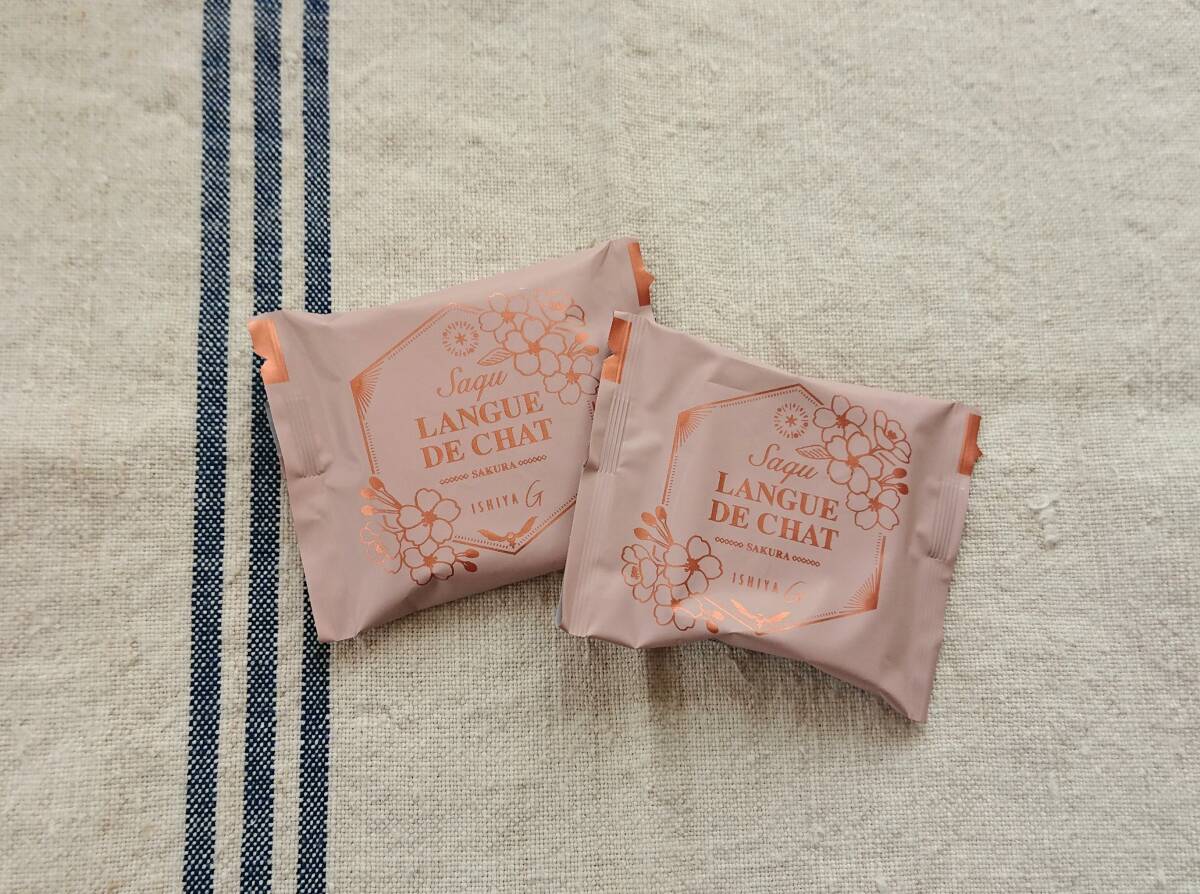 Saqu
LANGUE
DE CHAT
SAKURA
ISHIYA G
Saqu
LANGUE
DE CHAT
SAKURA
ISHIYA G